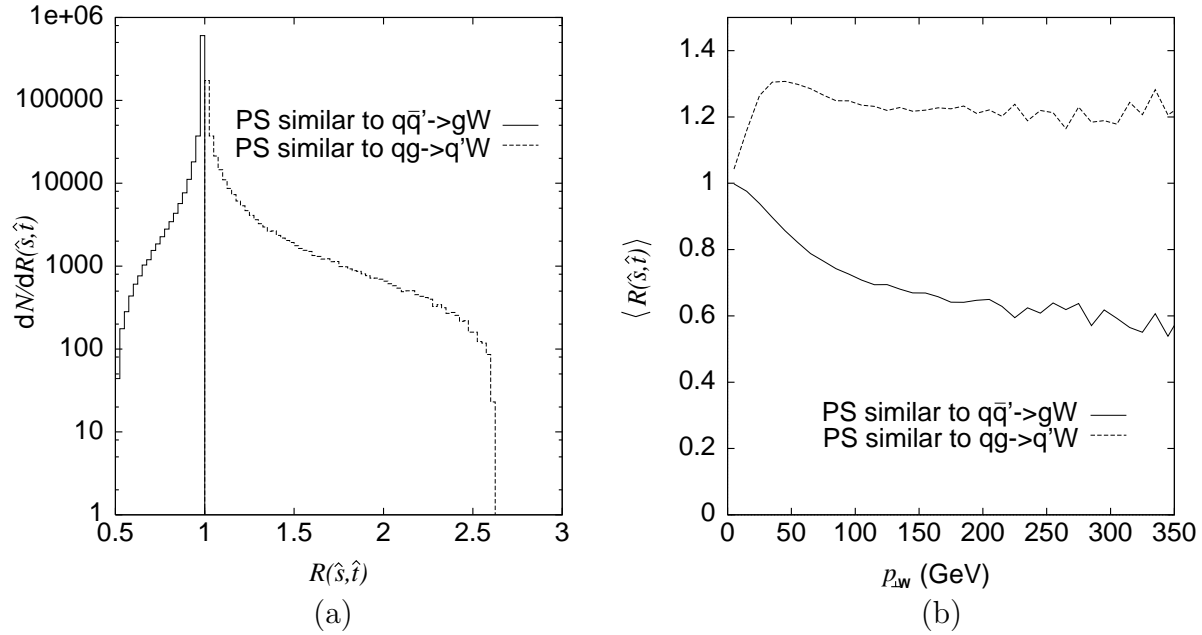 1e+06
100000
10000
1000
100
10
1
dN/dR(ŝ,t̂)
PS similar to qq̄'->gW
PS similar to qg->q'W
0.5 1 1.5 2 2.5 3
R(ŝ,t̂)
(a)
1.4
1.2
1
0.8
0.6
0.4
0.2
0
⟨R(ŝ,t̂)⟩
PS similar to qq̄'->gW
PS similar to qg->q'W
0 50 100 150 200 250 300 350
p⊥W (GeV)
(b)